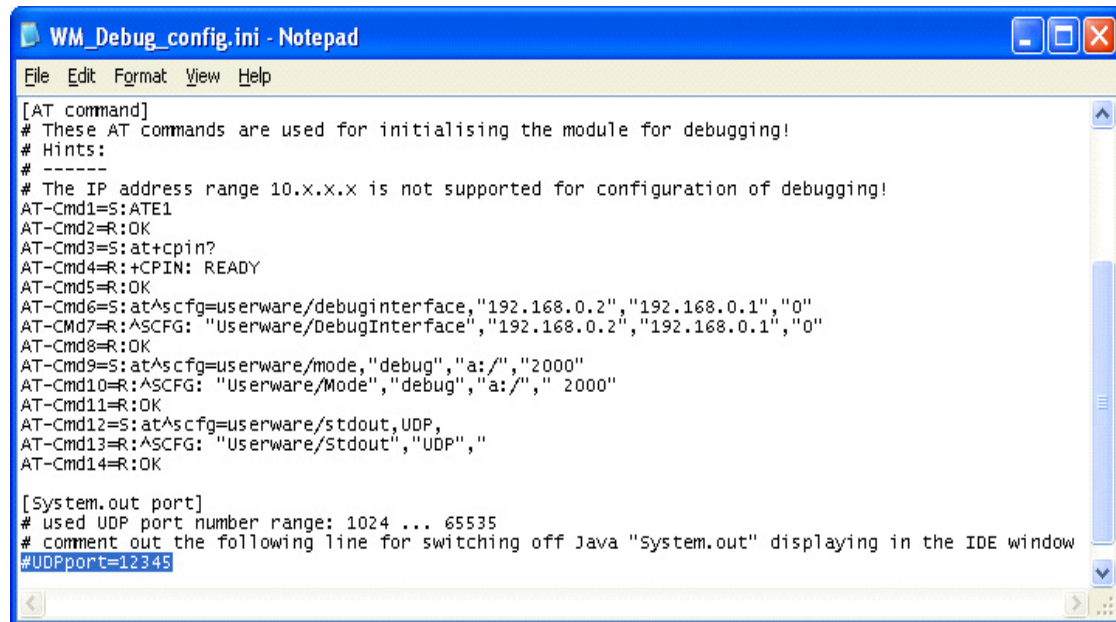 WM_Debug_config.ini - Notepad
File Edit Format View Help
[AT command]
# These AT commands are used for initialising the module for debugging!
# Hints:
# ------
# The IP address range 10.x.x.x is not supported for configuration of debugging!
AT-Cmd1=S:ATE1
AT-Cmd2=R:OK
AT-Cmd3=S:at+cpin?
AT-Cmd4=R:+CPIN: READY
AT-Cmd5=R:OK
AT-Cmd6=S:at^scfg=userware/debuginterface,"192.168.0.2","192.168.0.1","0"
AT-CMd7=R:^SCFG: "Userware/DebugInterface","192.168.0.2","192.168.0.1","0"
AT-Cmd8=R:OK
AT-Cmd9=S:at^scfg=userware/mode,"debug","a:/","2000"
AT-Cmd10=R:^SCFG: "Userware/Mode","debug","a:/"," 2000"
AT-Cmd11=R:OK
AT-Cmd12=S:at^scfg=userware/stdout,UDP,
AT-Cmd13=R:^SCFG: "Userware/Stdout","UDP","
AT-Cmd14=R:OK
[System.out port]
# used UDP port number range: 1024 ... 65535
# comment out the following line for switching off Java "System.out" displaying in the IDE window
#UDPport=12345